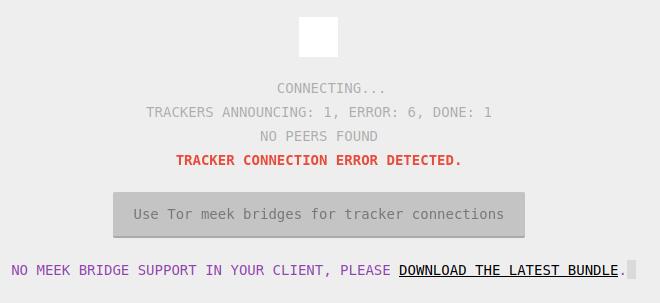 CONNECTING...
TRACKERS ANNOUNCING: 1, ERROR: 6, DONE: 1
NO PEERS FOUND
TRACKER CONNECTION ERROR DETECTED.
Use Tor meek bridges for tracker connections
NO MEEK BRIDGE SUPPORT IN YOUR CLIENT, PLEASE DOWNLOAD THE LATEST BUNDLE.